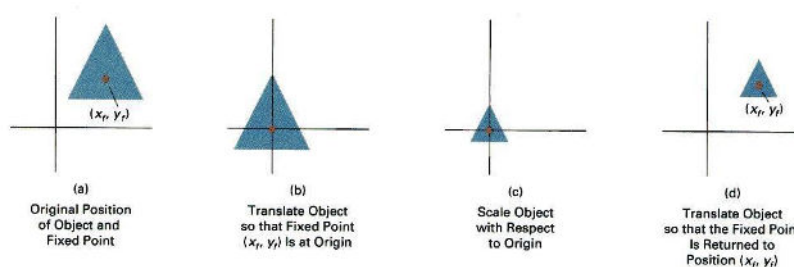 (xf, yf)
(xf, yf)
(a)
Original Position
of Object and
Fixed Point
(b)
Translate Object
so that Fixed Point
(xf, yf) Is at Origin
(c)
Scale Object
with Respect
to Origin
(d)
Translate Object
so that the Fixed Poin
Is Returned to
Position (xf, yf)